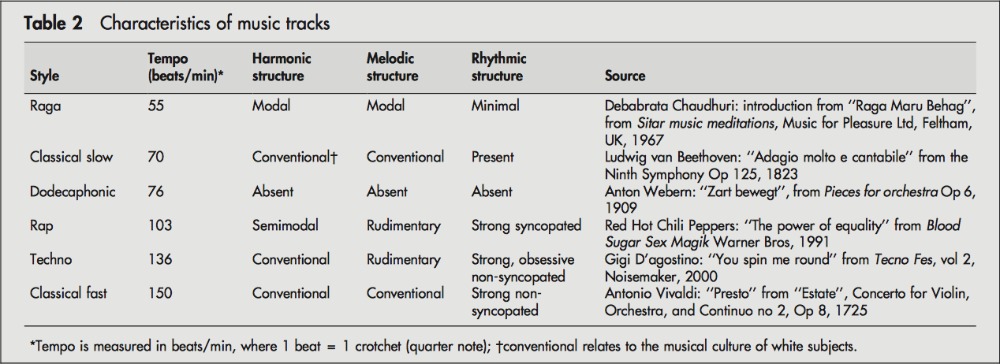 Table 2 Characteristics of music tracks
Style Tempo (beats/min)* Harmonic structure Melodic structure Rhythmic structure Source
Raga 55 Modal Modal Minimal Debabrata Chaudhuri: introduction from ‘‘Raga Maru Behag’’,
from Sitar music meditations, Music for Pleasure Ltd, Feltham,
UK, 1967
Classical slow 70 Conventional† Conventional Present Ludwig van Beethoven: ‘‘Adagio molto e cantabile’’ from the
Ninth Symphony Op 125, 1823
Dodecaphonic 76 Absent Absent Absent Anton Webern: ‘‘Zart bewegt’’, from Pieces for orchestra Op 6,
1909
Rap 103 Semimodal Rudimentary Strong syncopated Red Hot Chili Peppers: ‘‘The power of equality’’ from Blood
Sugar Sex Magik Warner Bros, 1991
Techno 136 Conventional Rudimentary Strong, obsessive Gigi D’agostino: ‘‘You spin me round’’ from Tecno Fes, vol 2,
non-syncopated Noisemaker, 2000
Classical fast 150 Conventional Conventional Strong non- Antonio Vivaldi: ‘‘Presto’’ from ‘‘Estate’’, Concerto for Violin,
syncopated Orchestra, and Continuo no 2, Op 8, 1725
*Tempo is measured in beats/min, where 1 beat = 1 crotchet (quarter note); †conventional relates to the musical culture of white subjects.